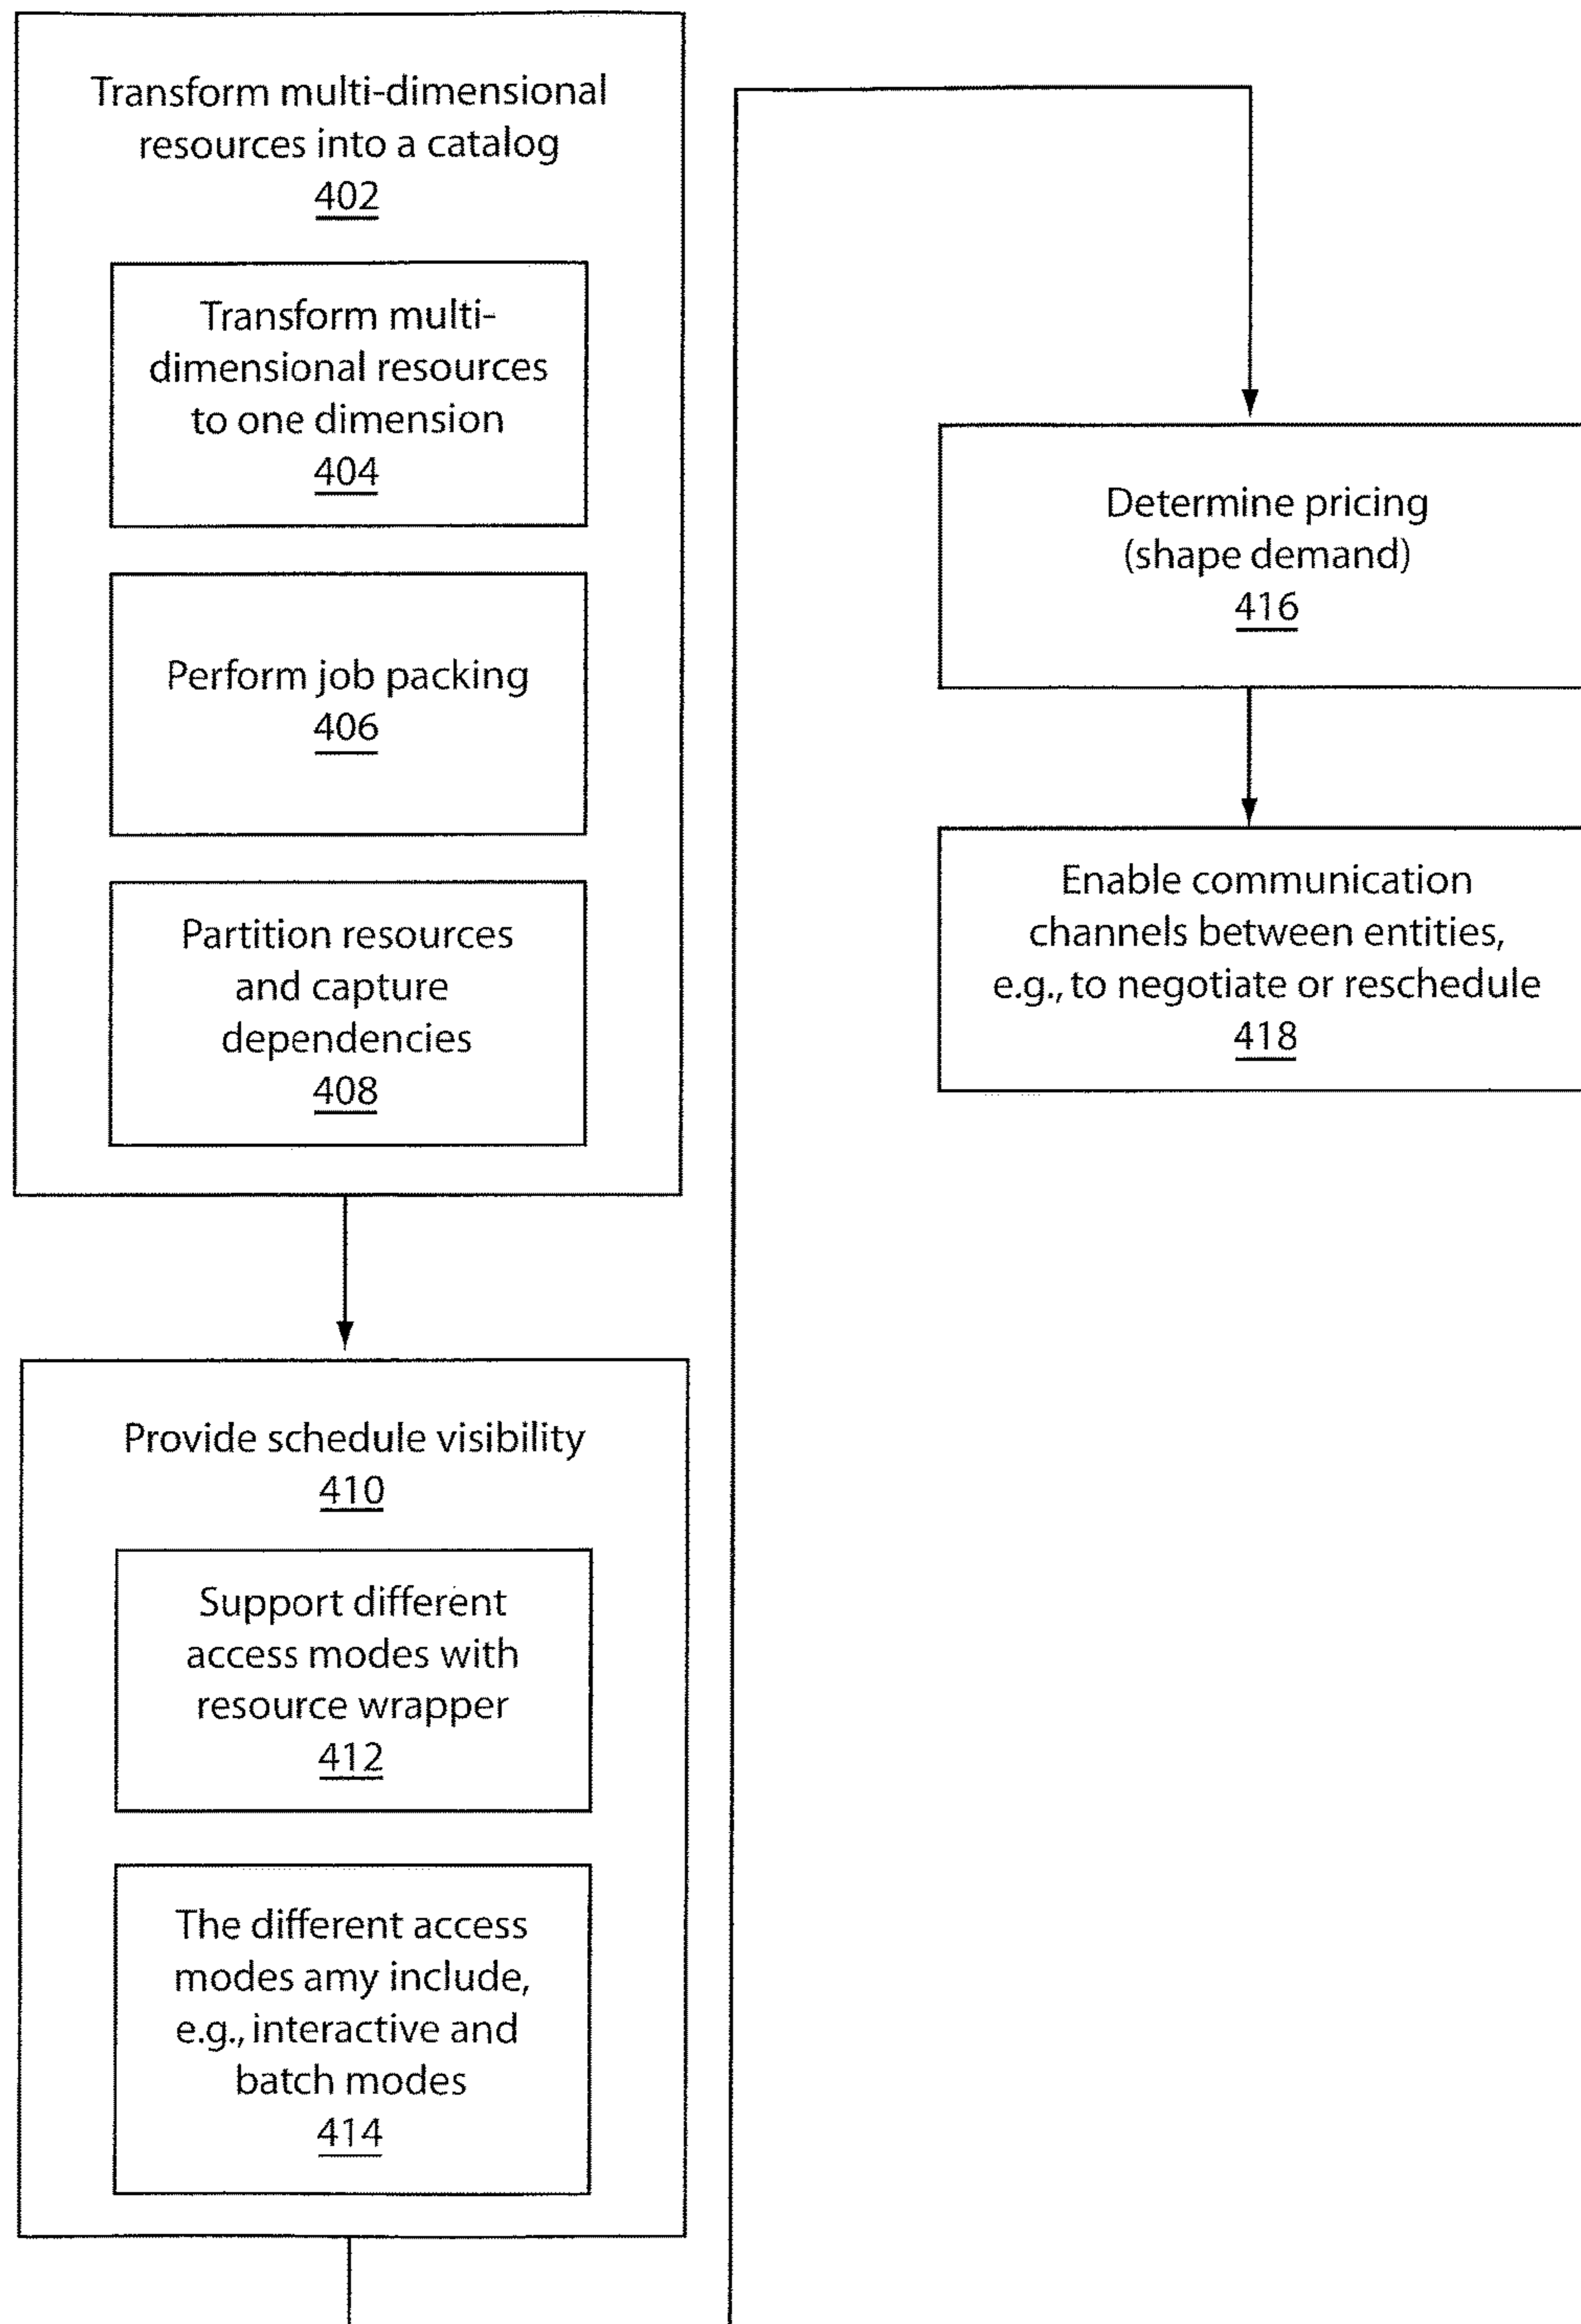 Transform multi-dimensional
resources into a catalog
402
Transform multi-
dimensional resources
to one dimension
404
Perform job packing
406
Partition resources
and capture
dependencies
408
Provide schedule visibility
410
Support different
access modes with
resource wrapper
412
The different access
modes amy include,
e.g., interactive and
batch modes
414
Determine pricing
(shape demand)
416
Enable communication
channels between entities,
e.g., to negotiate or reschedule
418